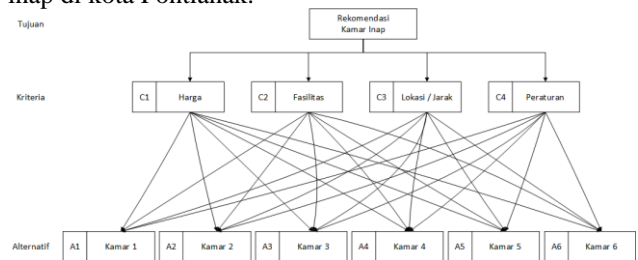 inap di kota Pontianak.
Tujuan
Rekomendasi
Kamar Inap
Kriteria
C1 Harga C2 Fasilitas C3 Lokasi / Jarak C4 Peraturan
Alternatif A1 Kamar 1 A2 Kamar 2 A3 Kamar 3 A4 Kamar 4 A5 Kamar 5 A6 Kamar 6